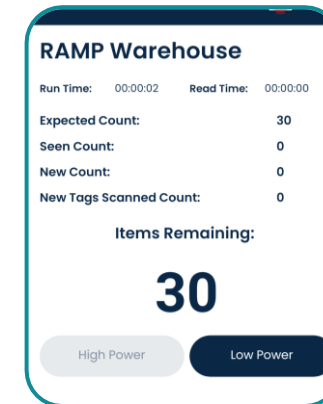 RAMP Warehouse
Run Time: 00:00:02 Read Time: 00:00:00
Expected Count: 30
Seen Count: 0
New Count: 0
New Tags Scanned Count: 0
Items Remaining:
30
High Power Low Power